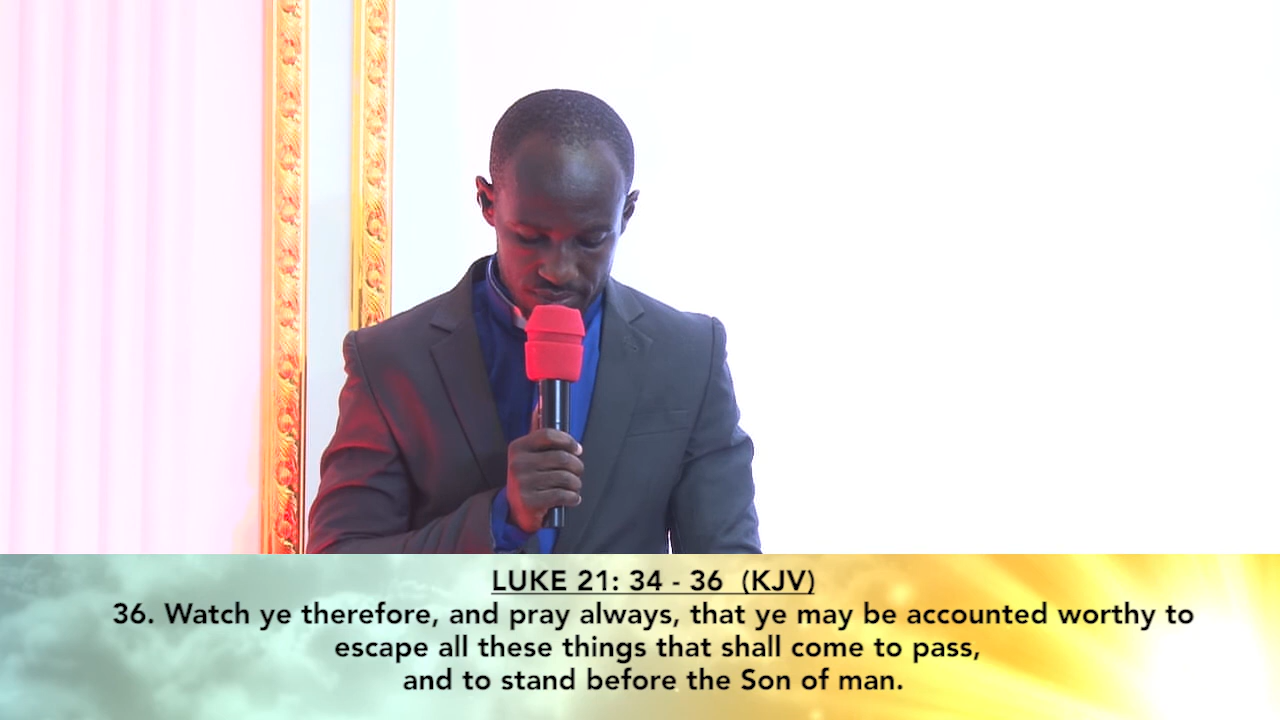 LUKE 21: 34 - 36 (KJV)
36. Watch ye therefore, and pray always, that ye may be accounted worthy to
escape all these things that shall come to pass,
and to stand before the Son of man.